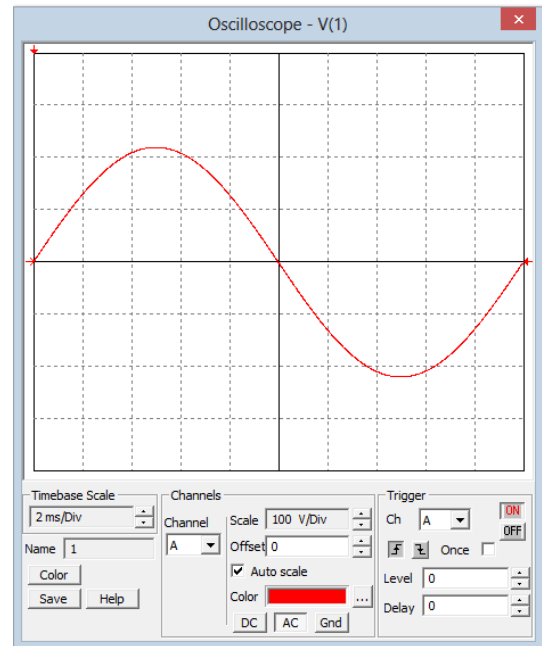 Oscilloscope - V(1)
Timebase Scale
2 ms/Div
Name 1
Color
Save Help
Channels
Channel
A
Scale 100 V/Div
Offset 0
Auto scale
Color ...
DC AC Gnd
Trigger
Ch A
ON
OFF
Once
Level 0
Delay 0